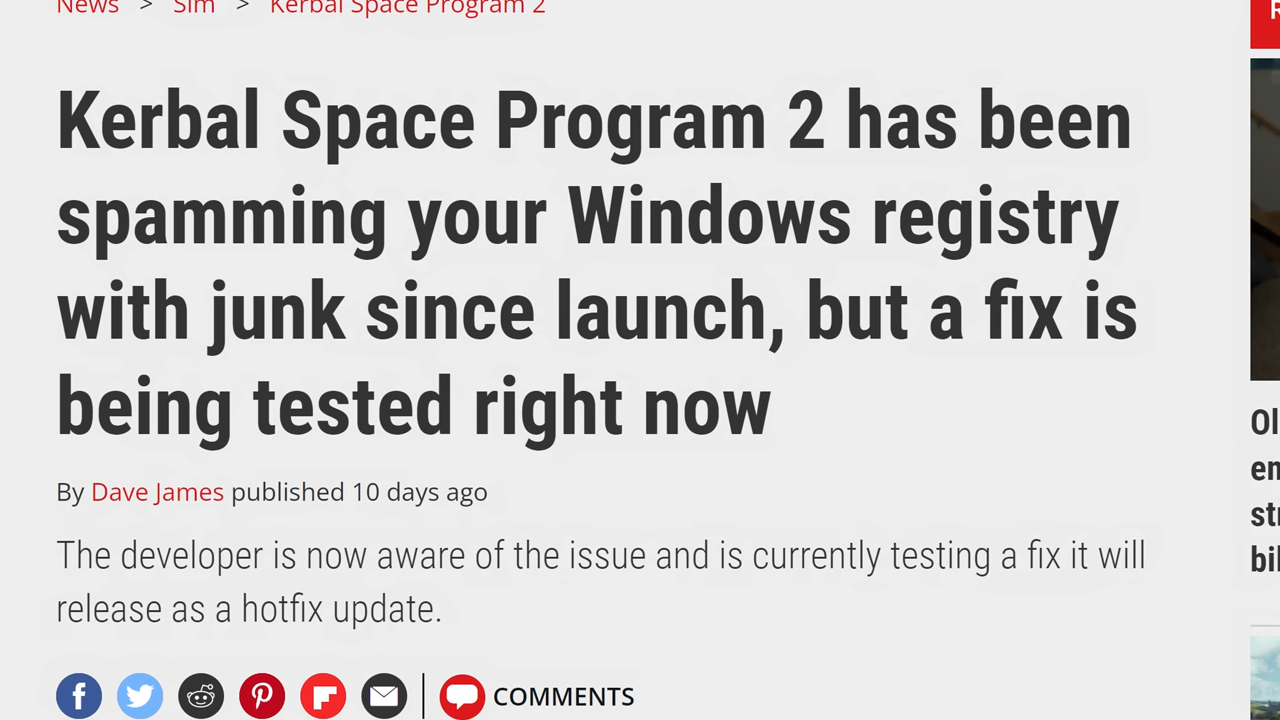 News > Sim > Kerbal Space Program 2
Kerbal Space Program 2 has been
spamming your Windows registry
with junk since launch, but a fix is
being tested right now
By Dave James published 10 days ago
The developer is now aware of the issue and is currently testing a fix it will
release as a hotfix update.
COMMENTS